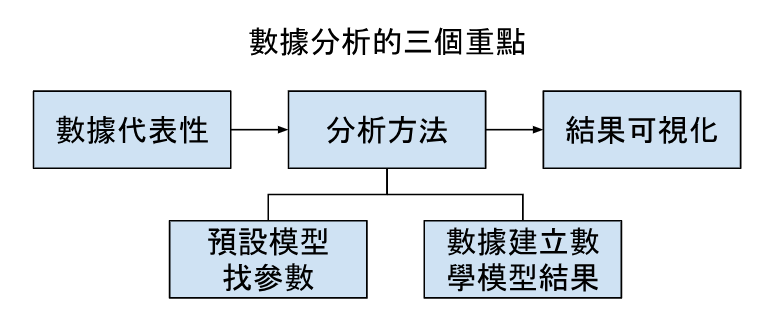 數據分析的三個重點
數據代表性
分析方法
結果可視化
預設模型
找參數
數據建立數
學模型結果